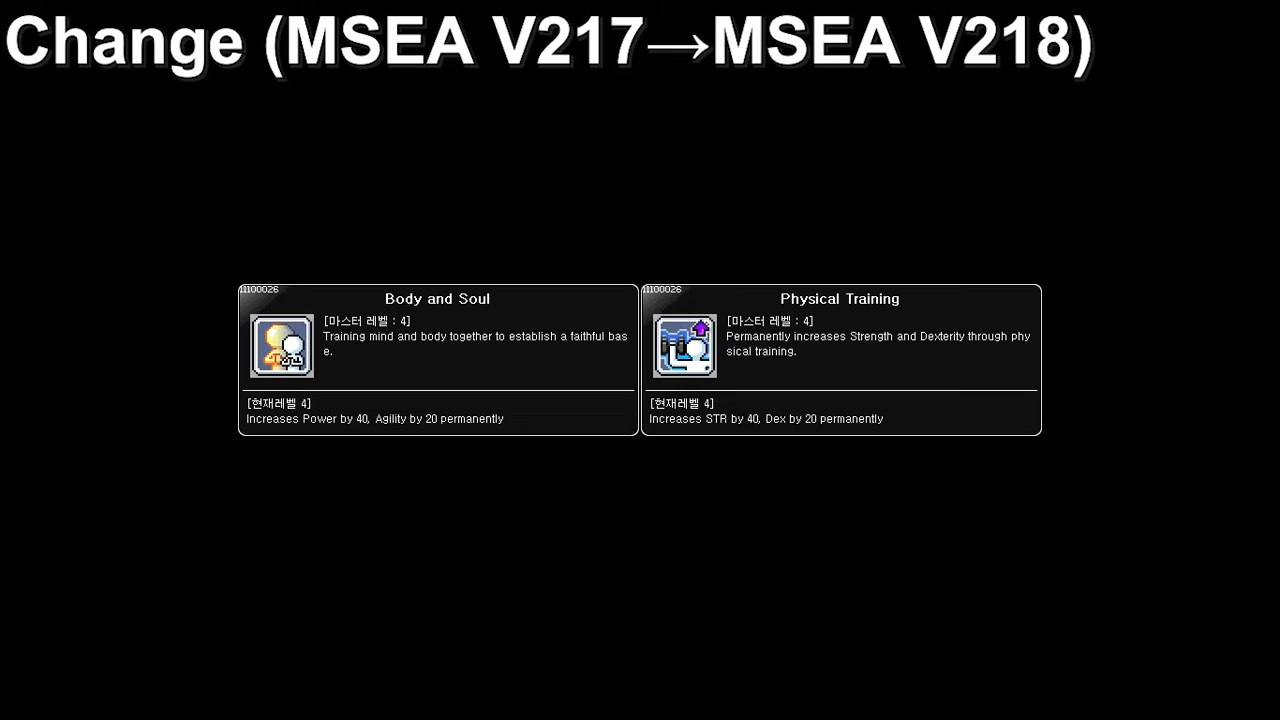 Change (MSEA V217→MSEA V218)
11100026
Body and Soul
[마스터 레벨 : 4]
Training mind and body together to establish a faithful bas
e.
[현재레벨 4]
Increases Power by 40, Agility by 20 permanently
11100026
Physical Training
[마스터 레벨 : 4]
Permanently increases Strength and Dexterity through phy
sical training.
[현재레벨 4]
Increases STR by 40, Dex by 20 permanently